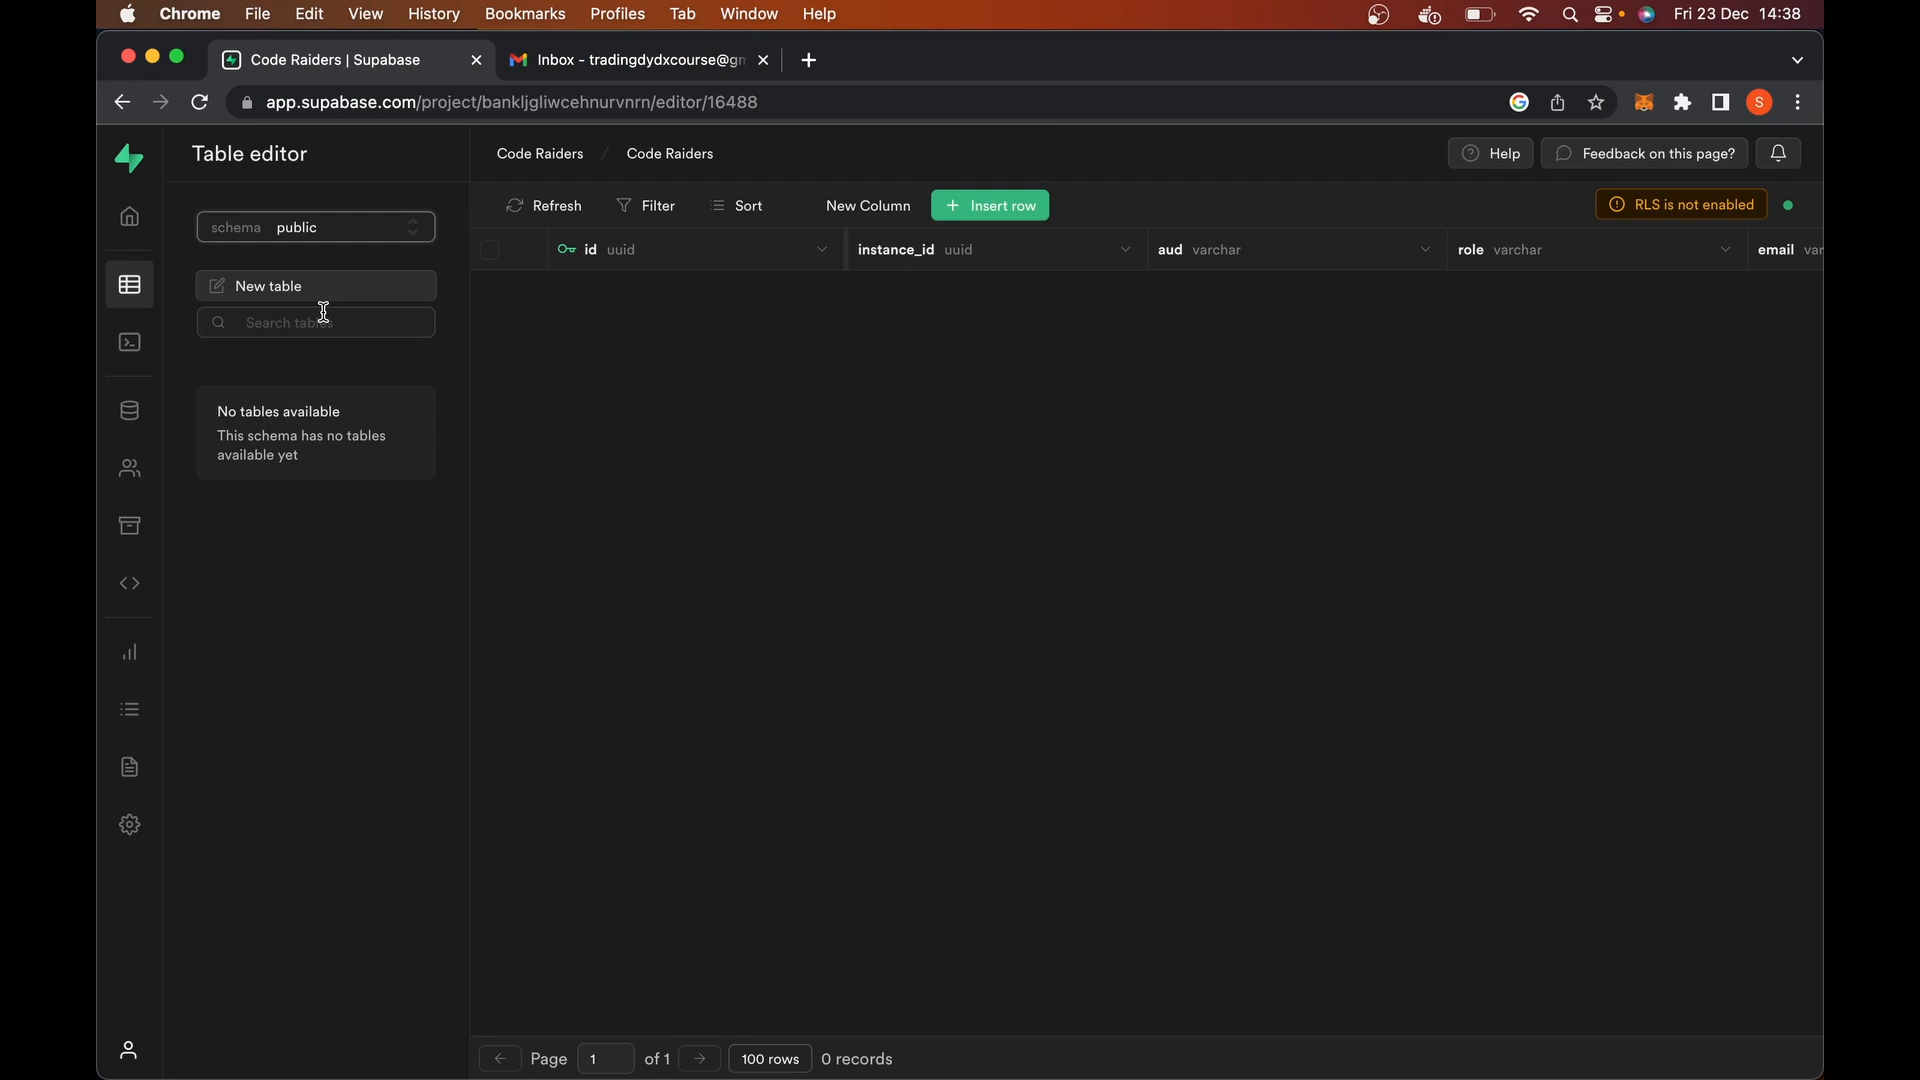 Chrome File Edit View History Bookmarks Profiles Tab Window Help Fri 23 Dec 14:38
Code Raiders | Supabase Inbox - tradingdydxcourse@gm
app.supabase.com/project/bankljgliwcehnurvnrn/editor/16488 S
Table editor Code Raiders / Code Raiders Help Feedback on this page?
Refresh Filter Sort New Column + Insert row RLS is not enabled
schema public
id uuid instance_id uuid aud varchar role varchar email var
New table
Search tables
No tables available
This schema has no tables
available yet
Page 1 of 1 100 rows 0 records